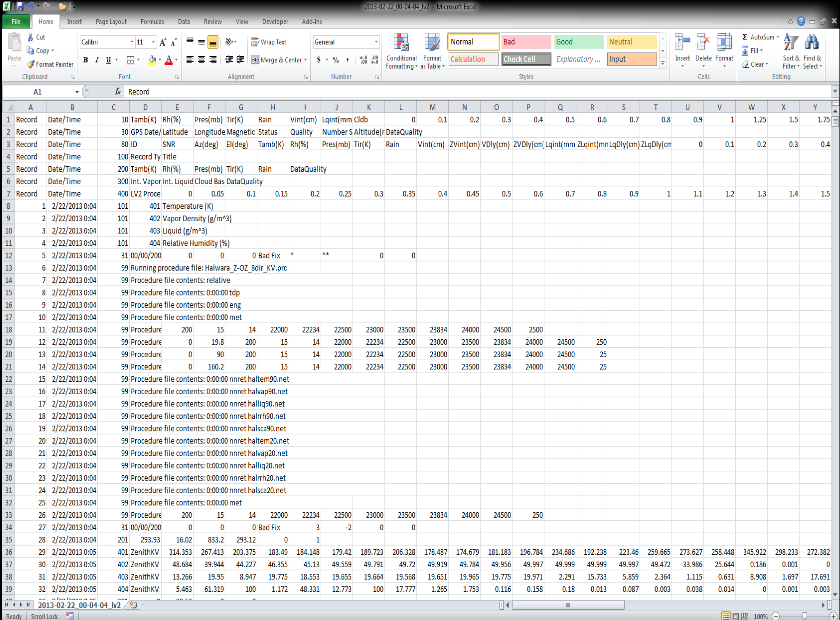 2013-02-22_00-04-04_lv2 - Microsoft Excel
File Home Insert Page Layout Formulas Data Review View Developer Add-Ins
Cut Calibri 11 Wrap Text General Normal Bad Good Neutral AutoSum
Paste Copy Fill
Format Painter B I U Merge & Center $ % , Conditional Formatting Format as Table Calculation Check Cell Explanatory ... Input Insert Delete Format Clear Sort & Filter Find & Select
Clipboard Font Alignment Number Styles Cells Editing
A1 fx Record
A B C D E F G H I J K L M N O P Q R S T U V W X Y
1 Record Date/Time 10 Tamb(K) Rh(%) Pres(mb) Tir(K) Rain Vint(cm) Lqint(mm Cldb 0 0.1 0.2 0.3 0.4 0.5 0.6 0.7 0.8 0.9 1 1.25 1.5 1.75
2 Record Date/Time 30 GPS Date/ Latitude Longitude Magnetic Status Quality Number S Altitude(m DataQuality
3 Record Date/Time 80 ID SNR Az(deg) El(deg) Tamb(K) Rh(%) Pres(mb) Tir(K) Rain Vint(cm) ZVint(cm) VDly(cm) ZVDly(cm) Lqint(mm ZLqint(mm LqDly(cm) ZLqDly(cm 0 0.1 0.2 0.3 0.4
4 Record Date/Time 100 Record Ty Title
5 Record Date/Time 200 Tamb(K) Rh(%) Pres(mb) Tir(K) Rain DataQuality
6 Record Date/Time 300 Int. Vapor Int. Liquid Cloud Bas DataQuality
7 Record Date/Time 400 LV2 Proce 0 0.05 0.1 0.15 0.2 0.25 0.3 0.35 0.4 0.45 0.5 0.6 0.7 0.8 0.9 1 1.1 1.2 1.3 1.4 1.5
8 1 2/22/2013 0:04 101 401 Temperature (K)
9 2 2/22/2013 0:04 101 402 Vapor Density (g/m^3)
10 3 2/22/2013 0:04 101 403 Liquid (g/m^3)
11 4 2/22/2013 0:04 101 404 Relative Humidity (%)
12 5 2/22/2013 0:04 31 00/00/200 0 0 0 Bad Fix * ** 0 0
13 6 2/22/2013 0:04 99 Running procedure file: Halwara_Z-OZ_8dir_KV.prc
14 7 2/22/2013 0:04 99 Procedure file contents: relative
15 8 2/22/2013 0:04 99 Procedure file contents: 0:00:00 tdp
16 9 2/22/2013 0:04 99 Procedure file contents: 0:00:00 eng
17 10 2/22/2013 0:04 99 Procedure file contents: 0:00:00 met
18 11 2/22/2013 0:04 99 Procedure 200 15 14 22000 22234 22500 23000 23500 23834 24000 24500 2500
19 12 2/22/2013 0:04 99 Procedure 0 19.8 200 15 14 22000 22234 22500 23000 23500 23834 24000 24500 250
20 13 2/22/2013 0:04 99 Procedure 0 90 200 15 14 22000 22234 22500 23000 23500 23834 24000 24500 25
21 14 2/22/2013 0:04 99 Procedure 0 160.2 200 15 14 22000 22234 22500 23000 23500 23834 24000 24500 25
22 15 2/22/2013 0:04 99 Procedure file contents: 0:00:00 nnret haltem90.net
23 16 2/22/2013 0:04 99 Procedure file contents: 0:00:00 nnret halvap90.net
24 17 2/22/2013 0:04 99 Procedure file contents: 0:00:00 nnret halliq90.net
25 18 2/22/2013 0:04 99 Procedure file contents: 0:00:00 nnret halrrh90.net
26 19 2/22/2013 0:04 99 Procedure file contents: 0:00:00 nnret halsca90.net
27 20 2/22/2013 0:04 99 Procedure file contents: 0:00:00 nnret haltem20.net
28 21 2/22/2013 0:04 99 Procedure file contents: 0:00:00 nnret halvap20.net
29 22 2/22/2013 0:04 99 Procedure file contents: 0:00:00 nnret halliq20.net
30 23 2/22/2013 0:04 99 Procedure file contents: 0:00:00 nnret halrrh20.net
31 24 2/22/2013 0:04 99 Procedure file contents: 0:00:00 nnret halsca20.net
32 25 2/22/2013 0:04 99 Procedure file contents: 0:00:00 met
33 26 2/22/2013 0:04 99 Procedure 200 15 14 22000 22234 22500 23000 23500 23834 24000 24500 250
34 27 2/22/2013 0:04 31 00/00/200 0 0 0 Bad Fix 3 -2 0 0
35 28 2/22/2013 0:04 201 293.93 16.02 833.2 293.12 0 1
36 29 2/22/2013 0:05 401 ZenithKV 314.353 267.413 203.375 183.49 184.148 179.42 189.723 206.328 178.487 174.679 181.183 196.784 234.686 192.238 223.46 259.665 273.627 258.448 345.922 298.233 272.382
37 30 2/22/2013 0:05 402 ZenithKV 48.684 39.944 44.227 46.355 45.13 49.559 49.791 49.72 49.919 49.784 49.956 49.997 49.999 49.999 49.997 49.472 33.986 25.644 0.186 0.001 0
38 31 2/22/2013 0:05 403 ZenithKV 13.266 19.95 8.947 19.775 18.553 19.655 19.664 19.568 19.651 19.965 19.775 19.971 2.291 15.733 5.859 2.364 1.115 0.631 8.908 1.697 17.691
39 32 2/22/2013 0:05 404 ZenithKV 5.463 61.319 100 1.172 48.331 12.773 100 17.777 1.265 1.753 0.116 0.158 0.18 0.013 0.087 0.003 0.038 0.014 0 0.001 0.003
2013-02-22_00-04-04_lv2
Ready Scroll Lock 100%